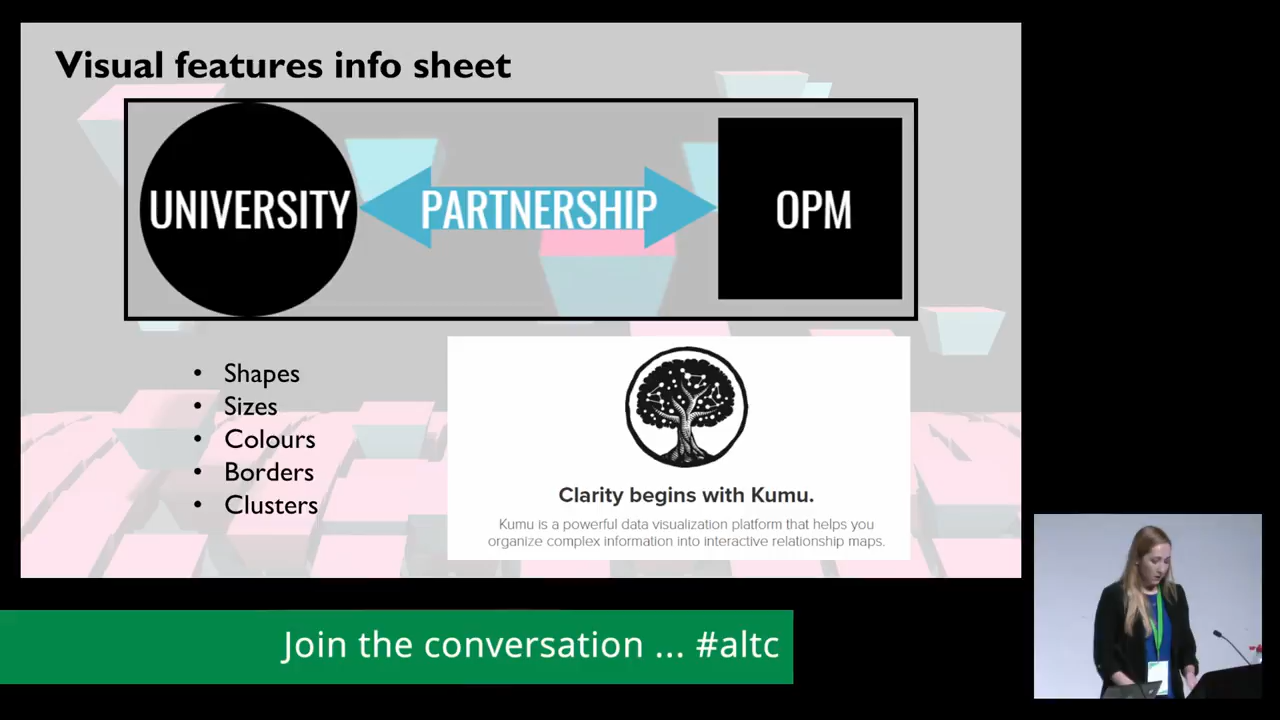 Visual features info sheet
UNIVERSITY
PARTNERSHIP
OPM
• Shapes
• Sizes
• Colours
• Borders
• Clusters
Clarity begins with Kumu.
Kumu is a powerful data visualization platform that helps you
organize complex information into interactive relationship maps.
Join the conversation ... #altc